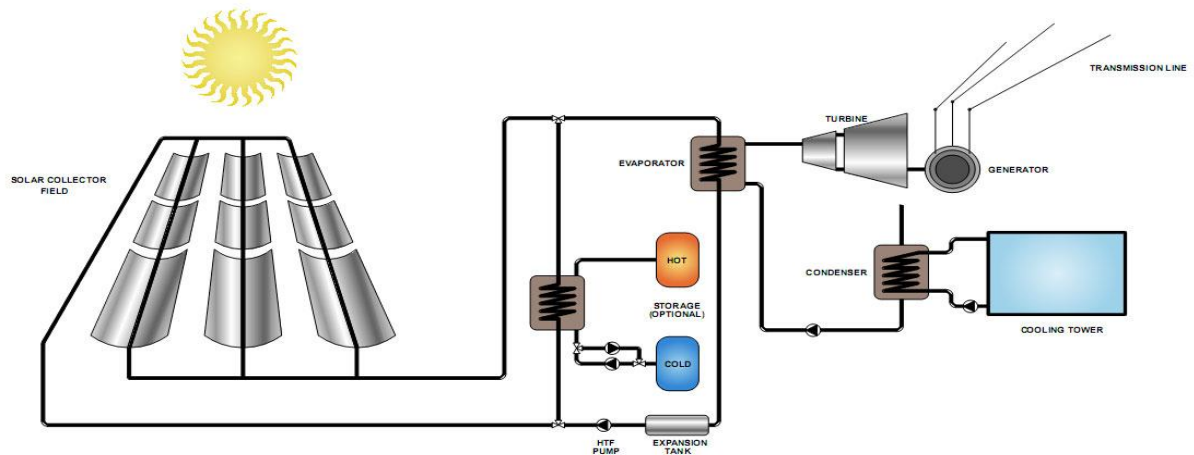 TRANSMISSION LINE
TURBINE
EVAPORATOR
GENERATOR
SOLAR COLLECTOR
FIELD
HOT
CONDENSER
STORAGE
(OPTIONAL)
COOLING TOWER
COLD
HTF
PUMP
EXPANSION
TANK